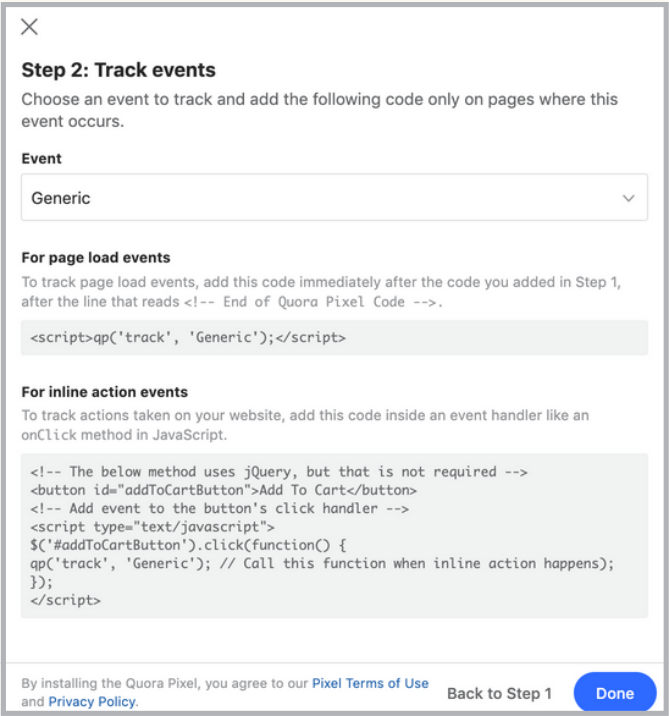 Step 2: Track events
Choose an event to track and add the following code only on pages where this
event occurs.
Event
Generic
For page load events
To track page load events, add this code immediately after the code you added in Step 1,
after the line that reads <!-- End of Quora Pixel Code -->.
<script>qp('track', 'Generic');</script>
For inline action events
To track actions taken on your website, add this code inside an event handler like an
onClick method in JavaScript.
<!-- The below method uses jQuery, but that is not required -->
<button id="addToCartButton">Add To Cart</button>
<!-- Add event to the button's click handler -->
<script type="text/javascript">
$('#addToCartButton').click(function() {
qp('track', 'Generic'); // Call this function when inline action happens);
});
</script>
By installing the Quora Pixel, you agree to our Pixel Terms of Use
and Privacy Policy.
Back to Step 1
Done